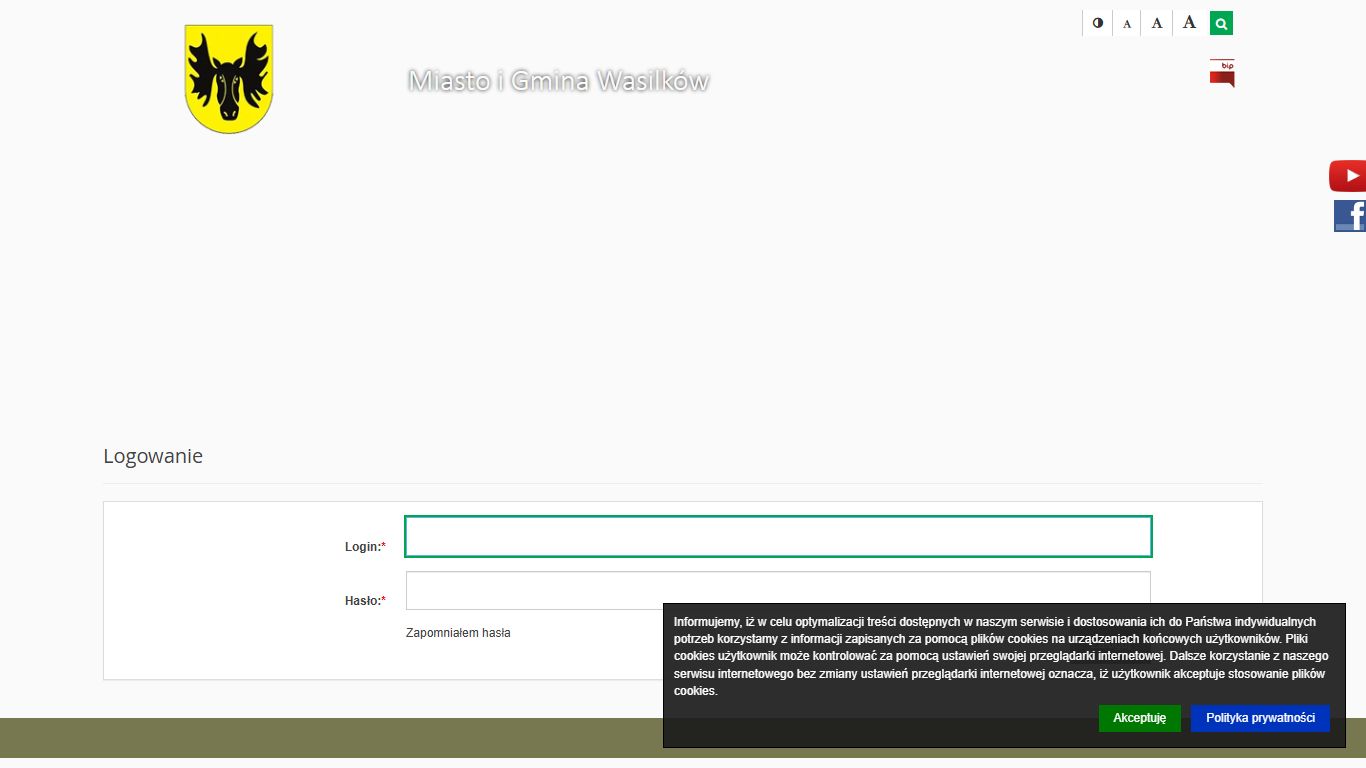 A A A
bip
Miasto i Gmina Wasilków
f
Logowanie
Login:*
Hasło:*
Zapomniałem hasła
Informujemy, iż w celu optymalizacji treści dostępnych w naszym serwisie i dostosowania ich do Państwa indywidualnych
potrzeb korzystamy z informacji zapisanych za pomocą plików cookies na urządzeniach końcowych użytkowników. Pliki
cookies użytkownik może kontrolować za pomocą ustawień swojej przeglądarki internetowej. Dalsze korzystanie z naszego
serwisu internetowego bez zmiany ustawień przeglądarki internetowej oznacza, iż użytkownik akceptuje stosowanie plików
cookies.
Akceptuję Polityka prywatności